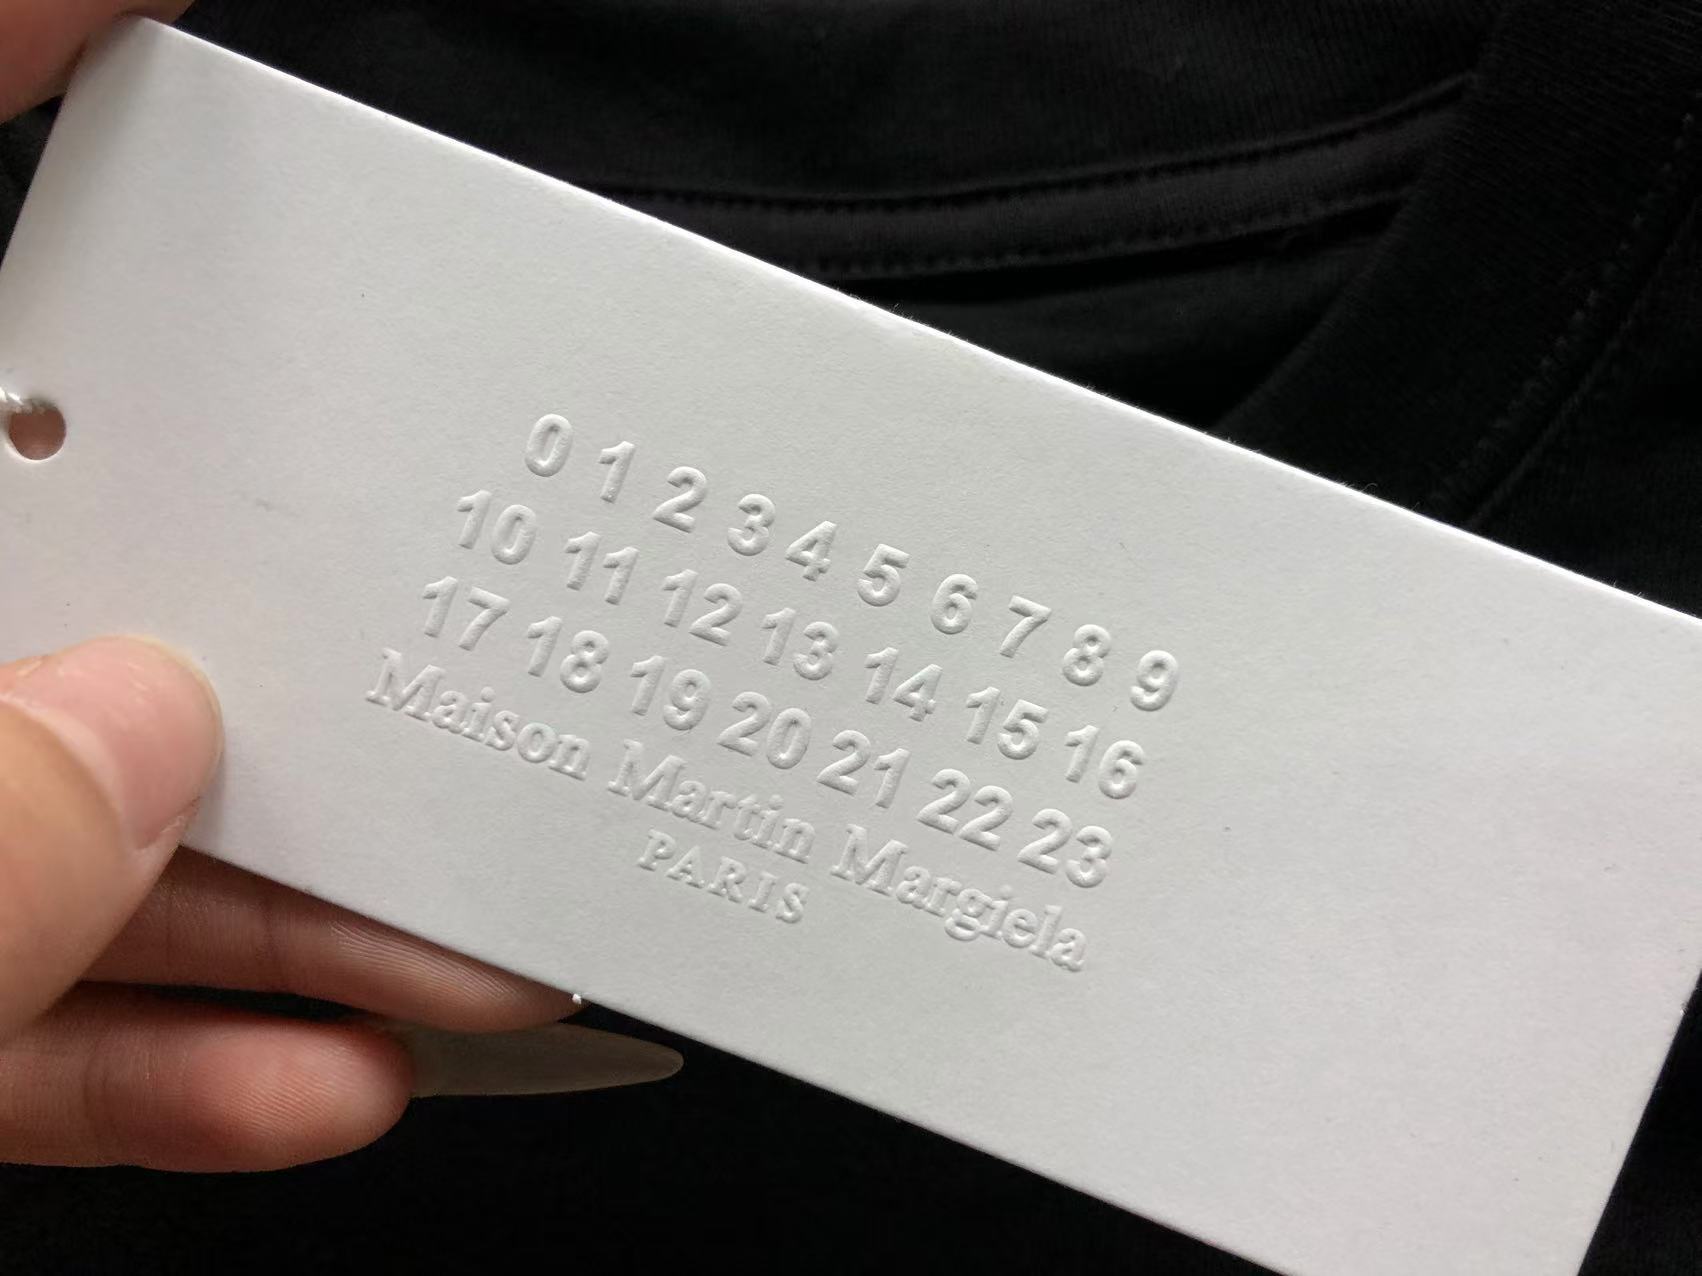 0 1 2 3 4 5 6 7 8 9
10 11 12 13 14 15 16
17 18 19 20 21 22 23
Maison Martin Margiela
PARIS